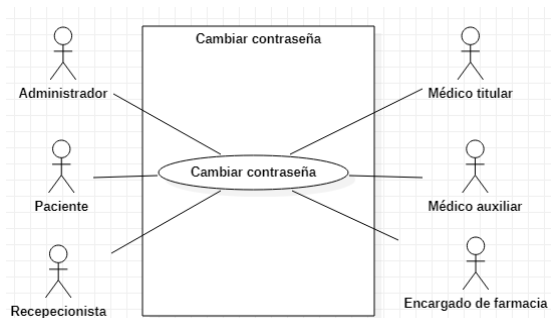 Cambiar contraseña
Administrador
Médico titular
Cambiar contraseña
Paciente
Médico auxiliar
Recepecionista
Encargado de farmacia